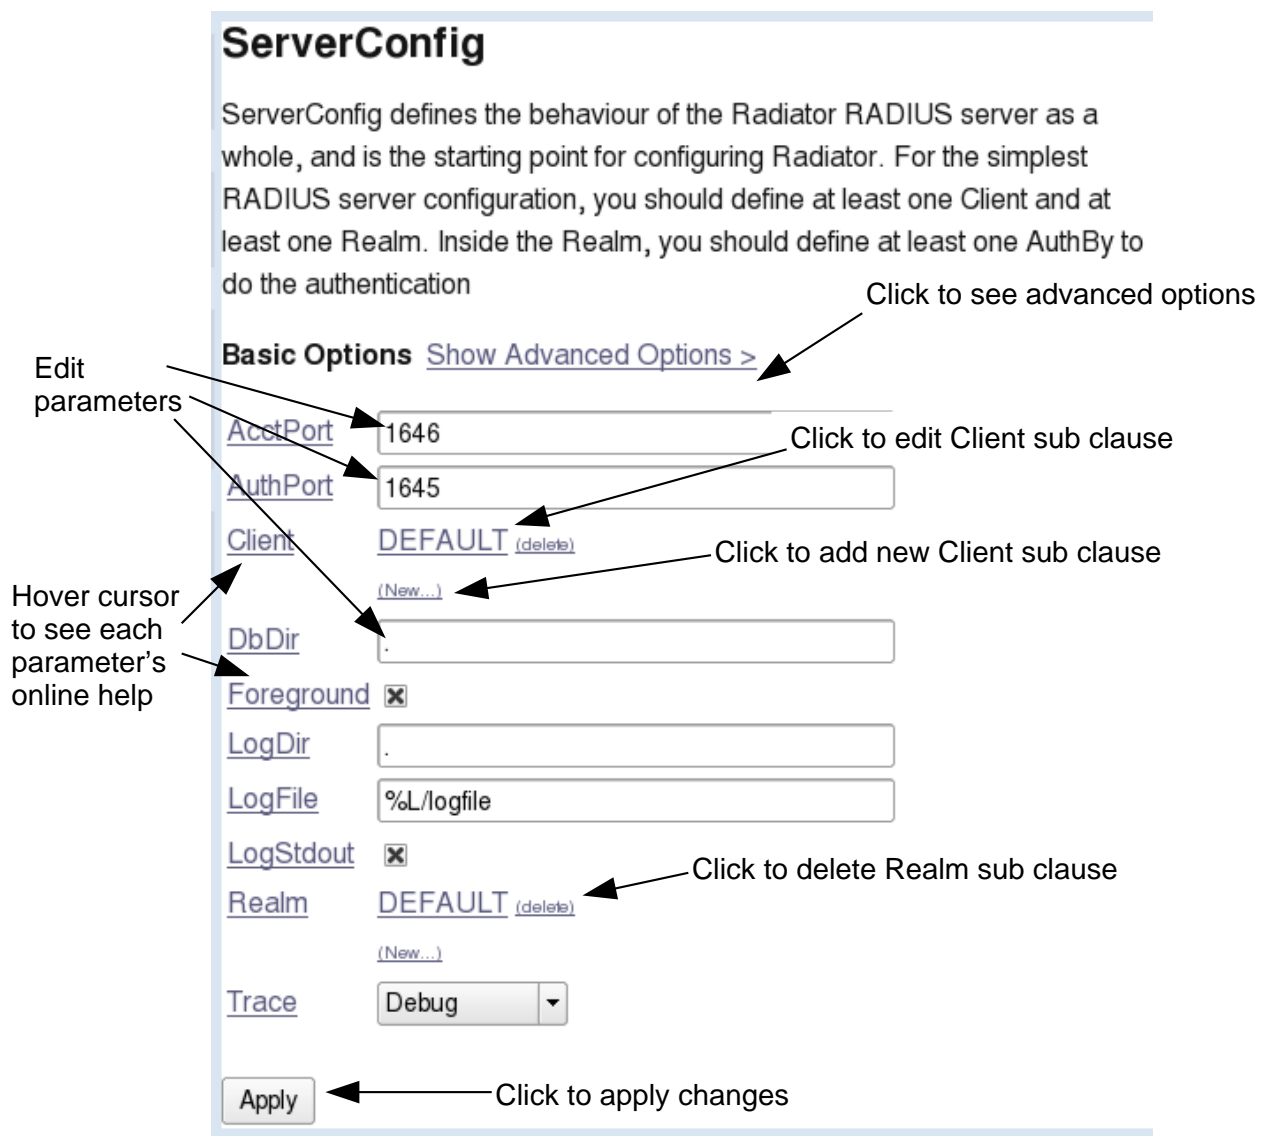 ServerConfig
ServerConfig defines the behaviour of the Radiator RADIUS server as a
whole, and is the starting point for configuring Radiator. For the simplest
RADIUS server configuration, you should define at least one Client and at
least one Realm. Inside the Realm, you should define at least one AuthBy to
do the authentication
Click to see advanced options
Basic Options Show Advanced Options >
Edit
parameters
AcctPort 1646
Click to edit Client sub clause
AuthPort 1645
Client DEFAULT (delete)
Click to add new Client sub clause
(New...)
Hover cursor
to see each
parameter's
online help
DbDir .
Foreground
LogDir .
LogFile %L/logfile
LogStdout
Click to delete Realm sub clause
Realm DEFAULT (delete)
(New...)
Trace Debug
Apply Click to apply changes